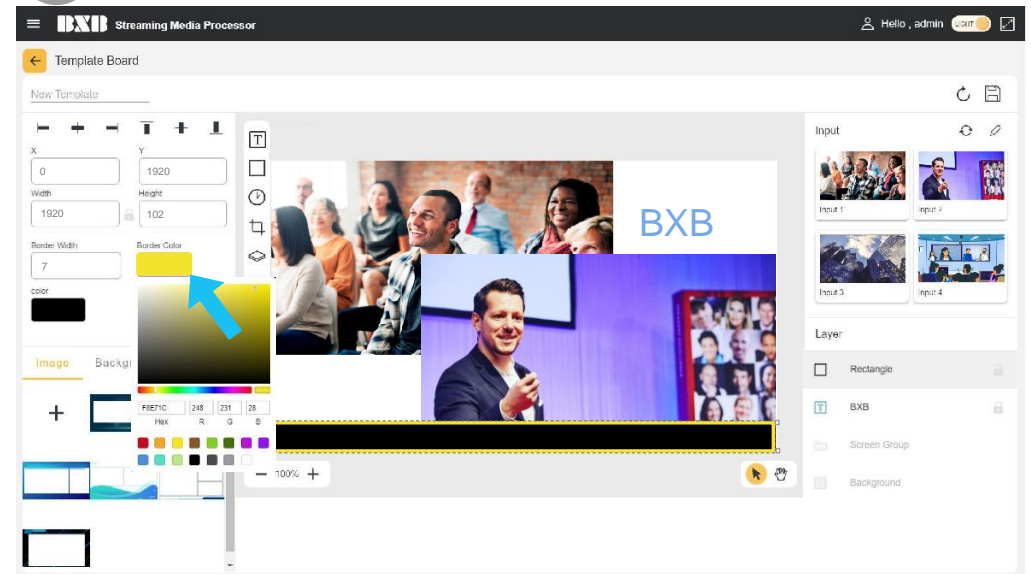 BXB Streaming Media Processor
Hello , admin
LIGHT
Template Board
New Template
X
Y
0
1920
Width
Height
1920
102
Border Width
Border Color
7
color
F8E71C
248
231
28
Hex
R
G
B
Image
Backg
T
BXB
100%
Input
Input 1
Input 2
Input 3
Input 4
Layer
Rectangle
T
BXB
Screen Group
Background